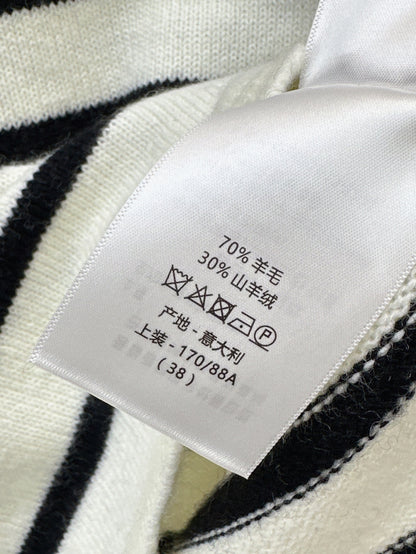 70% 羊毛
30% 山羊绒
P
产地 - 意大利
上装 - 170/88A
(38)